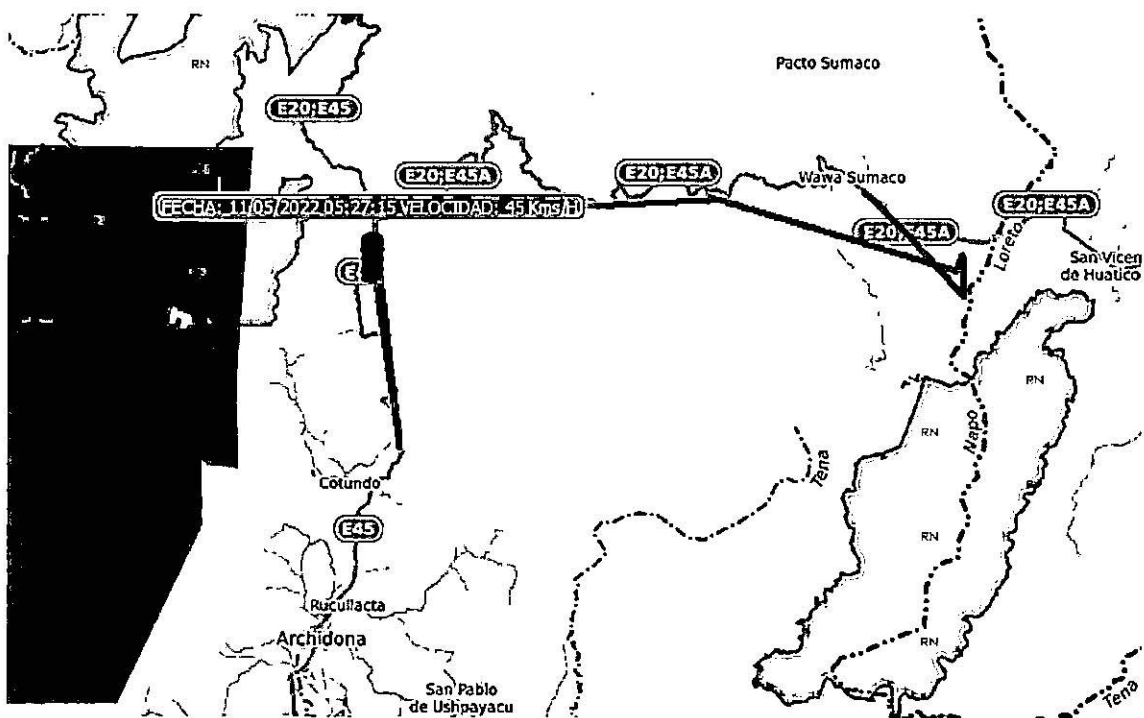 RN
Pacto Sumaco
E20;E45
E20;E45A
E20;E45A
Wawa Sumaco
FECHA: 11/05/2022 05:27:15 VELOCIDAD: 45 Kms/H
E20;E45A
E20;E45A
Loreto
San Vicen
de Huatico
RN
RN
Napo
Tena
Cotundo
E45
RN
Rucullacta
Archidona
RN
San Pablo
de Ushpayacu
Tena